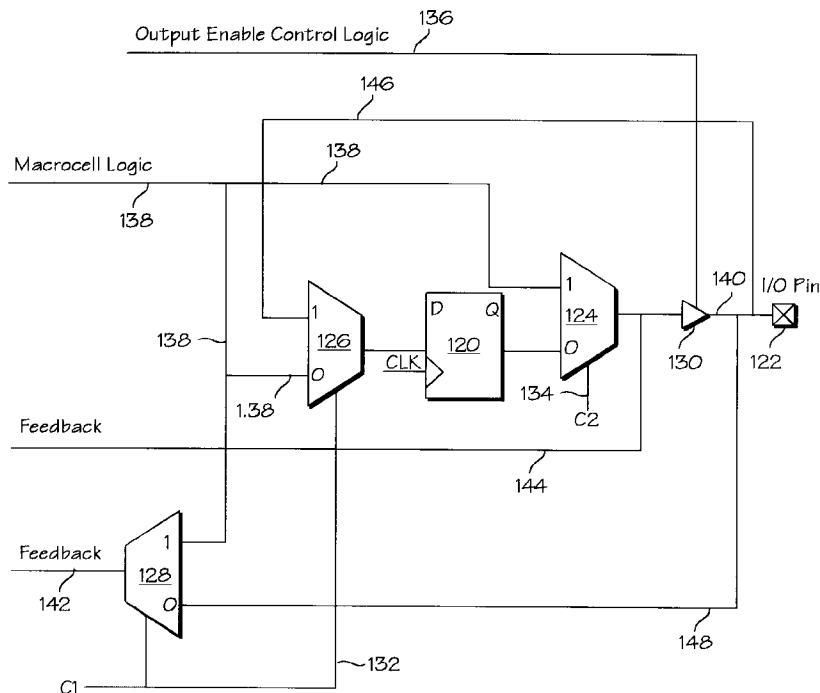 Output Enable Control Logic
136
146
Macrocell Logic
138
138
1
126
0
D
Q
120
CLK
1
124
0
134
C2
130
140
I/O Pin
122
138
1.38
Feedback
144
Feedback
142
1
128
0
148
132
C1